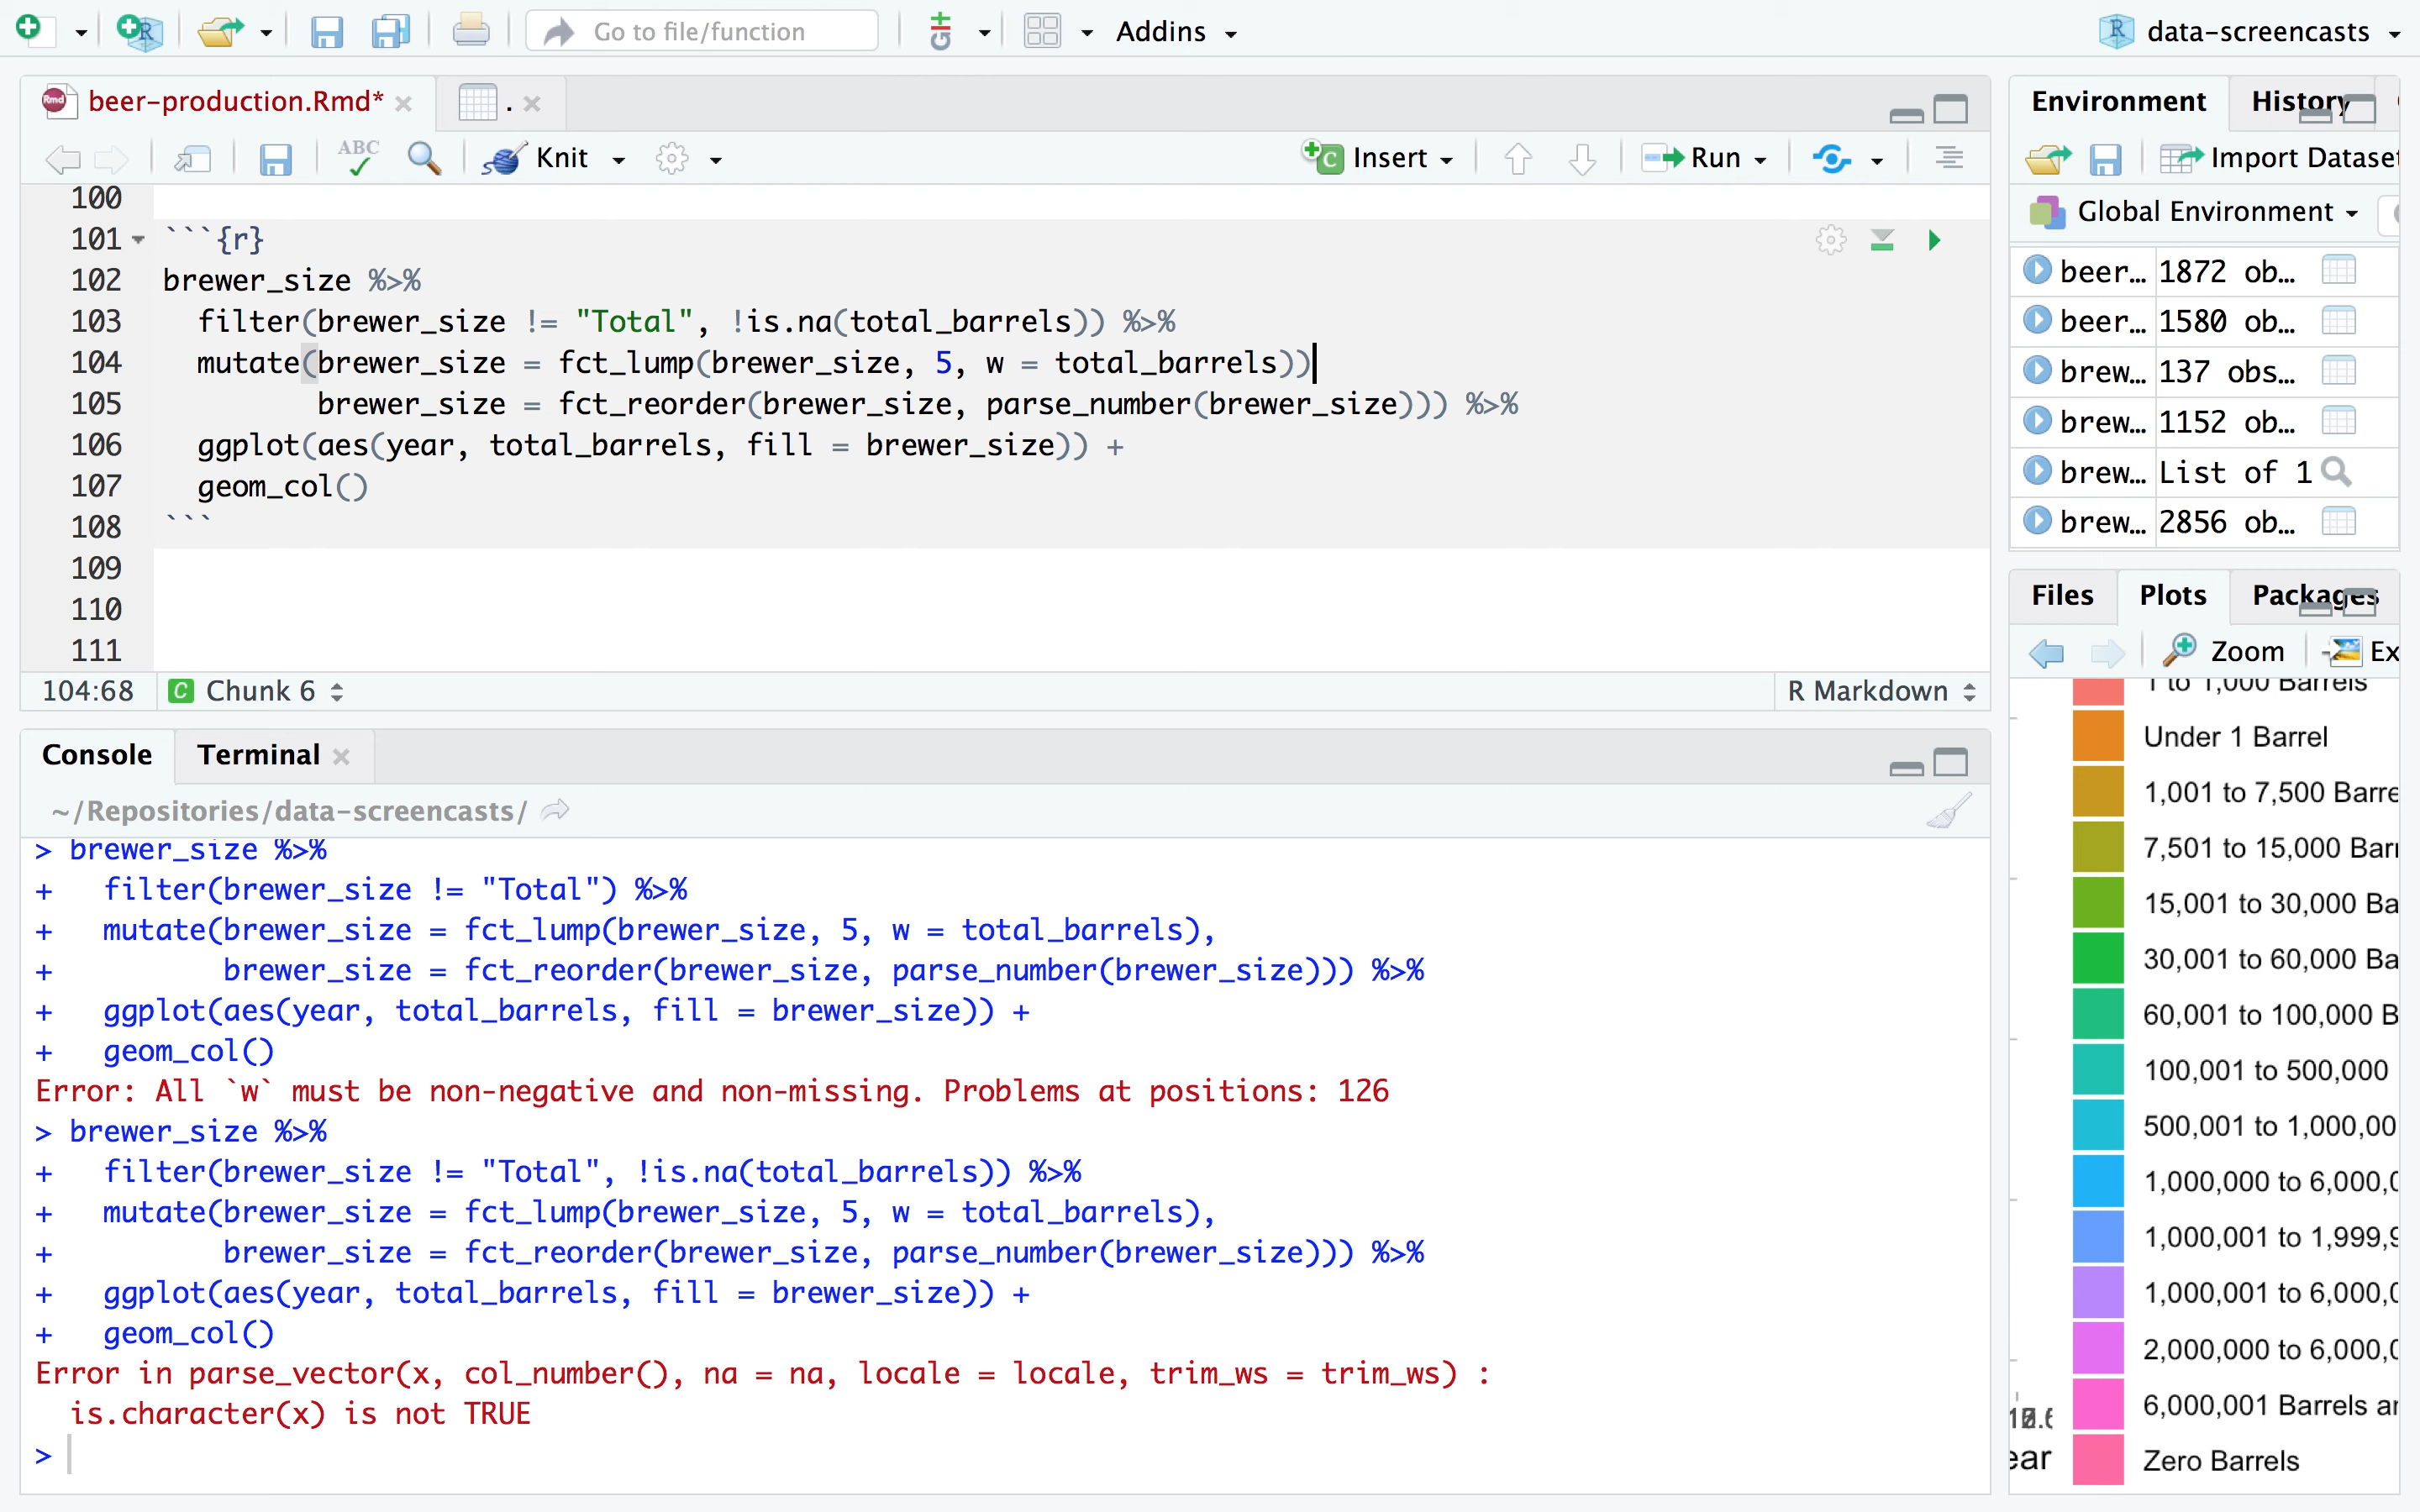 Go to file/function
Addins
data-screencasts
beer-production.Rmd*
.
ABC
Knit
Insert
Run
100
101 ```{r}
102 brewer_size %>%
103 filter(brewer_size != "Total", !is.na(total_barrels)) %>%
104 mutate(brewer_size = fct_lump(brewer_size, 5, w = total_barrels))
105 brewer_size = fct_reorder(brewer_size, parse_number(brewer_size))) %>%
106 ggplot(aes(year, total_barrels, fill = brewer_size)) +
107 geom_col()
108 ```
109
110
111
104:68 C Chunk 6 R Markdown
Console Terminal
~/Repositories/data-screencasts/
> brewer_size %>%
+ filter(brewer_size != "Total") %>%
+ mutate(brewer_size = fct_lump(brewer_size, 5, w = total_barrels),
+ brewer_size = fct_reorder(brewer_size, parse_number(brewer_size))) %>%
+ ggplot(aes(year, total_barrels, fill = brewer_size)) +
+ geom_col()
Error: All `w` must be non-negative and non-missing. Problems at positions: 126
> brewer_size %>%
+ filter(brewer_size != "Total", !is.na(total_barrels)) %>%
+ mutate(brewer_size = fct_lump(brewer_size, 5, w = total_barrels),
+ brewer_size = fct_reorder(brewer_size, parse_number(brewer_size))) %>%
+ ggplot(aes(year, total_barrels, fill = brewer_size)) +
+ geom_col()
Error in parse_vector(x, col_number(), na = na, locale = locale, trim_ws = trim_ws) :
is.character(x) is not TRUE
>
Environment History
Import Dataset
Global Environment
beer… 1872 ob…
beer… 1580 ob…
brew… 137 obs…
brew… 1152 ob…
brew… List of 1
brew… 2856 ob…
Files Plots Packages
Zoom Ex
1 to 1,000 Barrels
Under 1 Barrel
1,001 to 7,500 Barre
7,501 to 15,000 Barr
15,001 to 30,000 Ba
30,001 to 60,000 Ba
60,001 to 100,000 B
100,001 to 500,000
500,001 to 1,000,00
1,000,000 to 6,000,0
1,000,001 to 1,999,9
1,000,001 to 6,000,0
2,000,000 to 6,000,0
6,000,001 Barrels an
Zero Barrels
ear